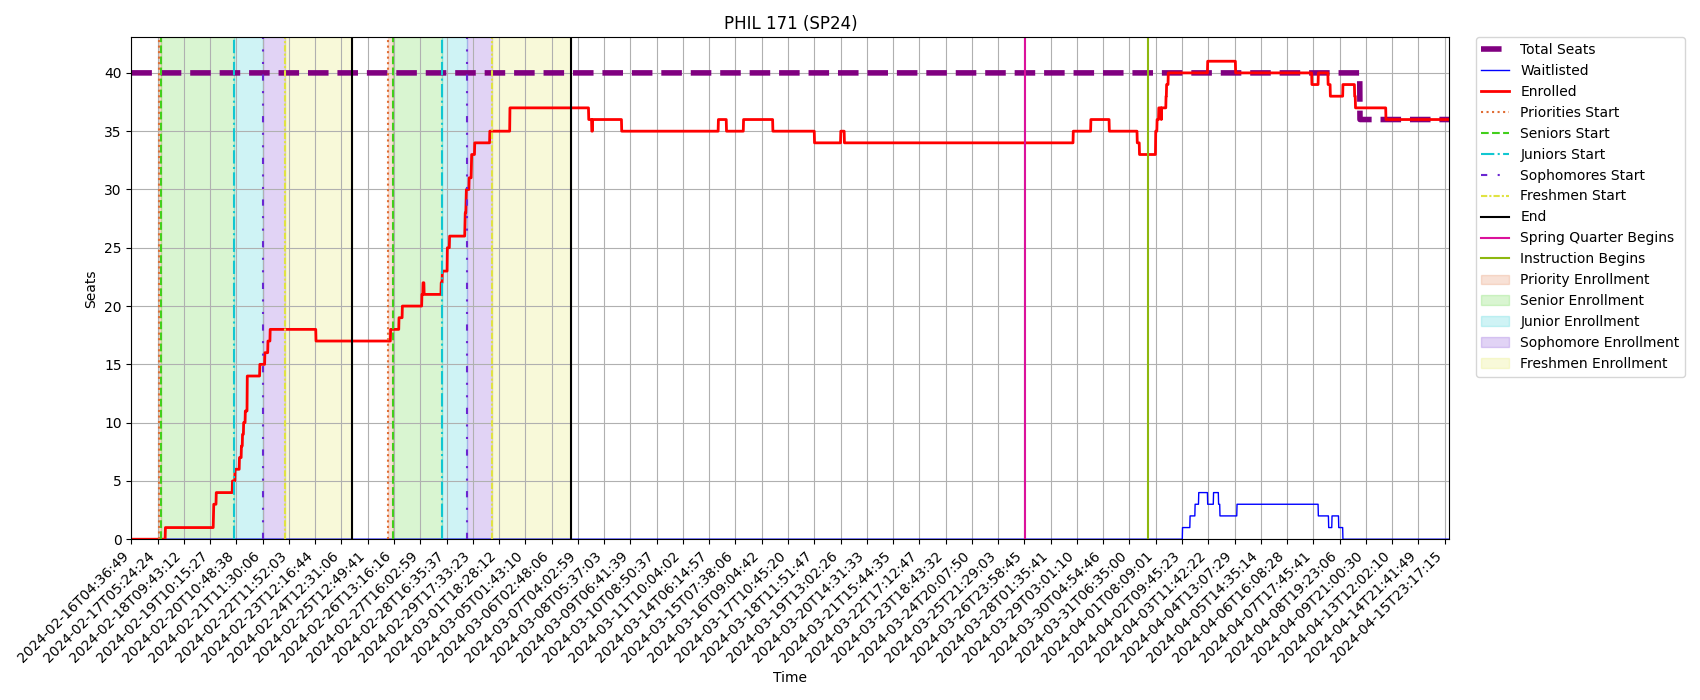 PHIL 171 (SP24)
Seats
40
35
30
25
20
15
10
5
0
Total Seats
Waitlisted
Enrolled
Priorities Start
Seniors Start
Juniors Start
Sophomores Start
Freshmen Start
End
Spring Quarter Begins
Instruction Begins
Priority Enrollment
Senior Enrollment
Junior Enrollment
Sophomore Enrollment
Freshmen Enrollment
2024-02-16T04:36:49
2024-02-17T05:24:24
2024-02-18T09:43:12
2024-02-19T10:15:27
2024-02-20T10:48:38
2024-02-21T11:30:06
2024-02-22T11:52:03
2024-02-23T12:16:44
2024-02-24T12:31:06
2024-02-25T12:49:41
2024-02-26T13:16:16
2024-02-27T16:02:59
2024-02-28T16:35:37
2024-02-29T17:33:23
2024-03-01T18:28:12
2024-03-05T01:43:10
2024-03-06T02:48:06
2024-03-07T04:02:59
2024-03-08T05:37:03
2024-03-09T06:41:39
2024-03-10T08:50:37
2024-03-11T10:04:02
2024-03-14T06:14:57
2024-03-15T07:38:06
2024-03-16T09:04:42
2024-03-17T10:45:20
2024-03-18T11:51:47
2024-03-19T13:02:26
2024-03-20T14:31:33
2024-03-21T15:44:35
2024-03-22T17:12:47
2024-03-23T18:43:32
2024-03-24T20:07:50
2024-03-25T21:29:03
2024-03-26T23:58:45
2024-03-28T01:35:41
2024-03-29T03:01:10
2024-03-30T04:54:46
2024-03-31T06:35:00
2024-04-01T08:09:01
2024-04-02T09:45:23
2024-04-03T11:42:22
2024-04-04T13:07:29
2024-04-05T14:35:14
2024-04-06T16:08:28
2024-04-07T17:45:41
2024-04-08T19:23:06
2024-04-09T21:00:30
2024-04-13T12:02:10
2024-04-14T21:41:49
2024-04-15T23:17:15
Time